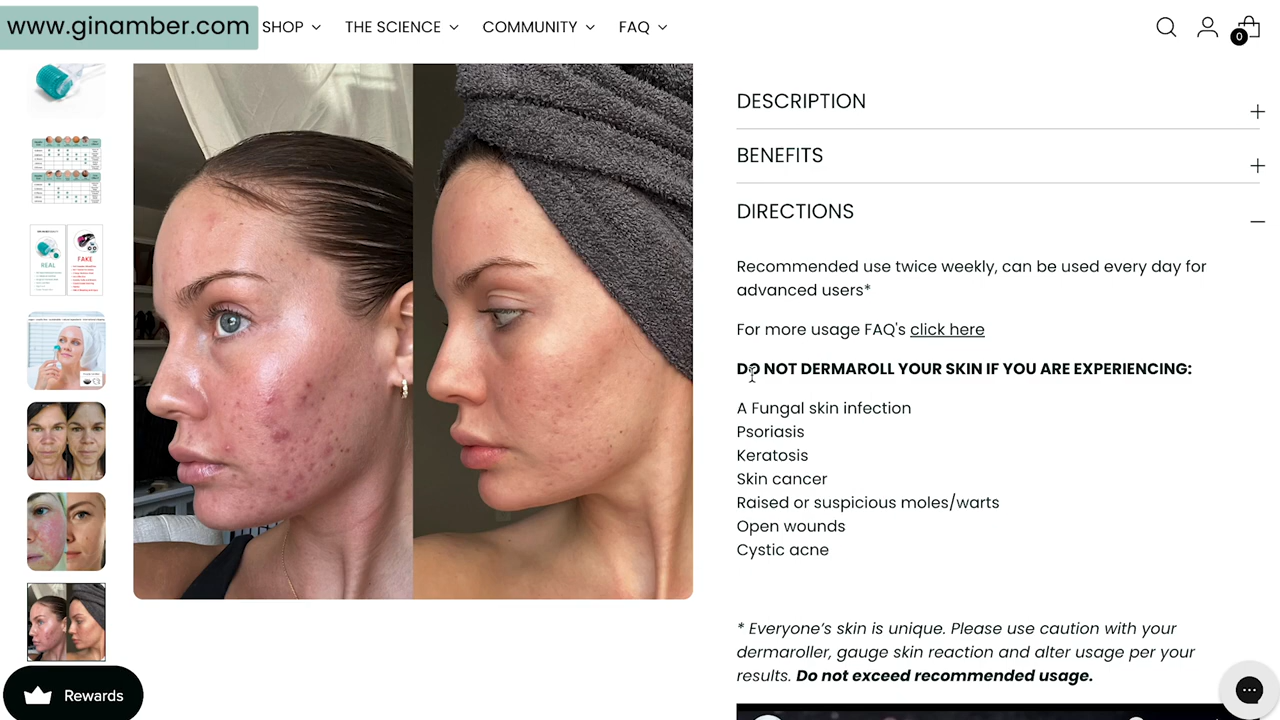 www.ginamber.com
SHOP
THE SCIENCE
COMMUNITY
FAQ
0
DESCRIPTION
BENEFITS
DIRECTIONS
Recommended use twice weekly, can be used every day for
advanced users*
For more usage FAQ's click here
DO NOT DERMAROLL YOUR SKIN IF YOU ARE EXPERIENCING:
A Fungal skin infection
Psoriasis
Keratosis
Skin cancer
Raised or suspicious moles/warts
Open wounds
Cystic acne
* Everyone's skin is unique. Please use caution with your
dermaroller, gauge skin reaction and alter usage per your
results. Do not exceed recommended usage.
REAL
FAKE
Rewards